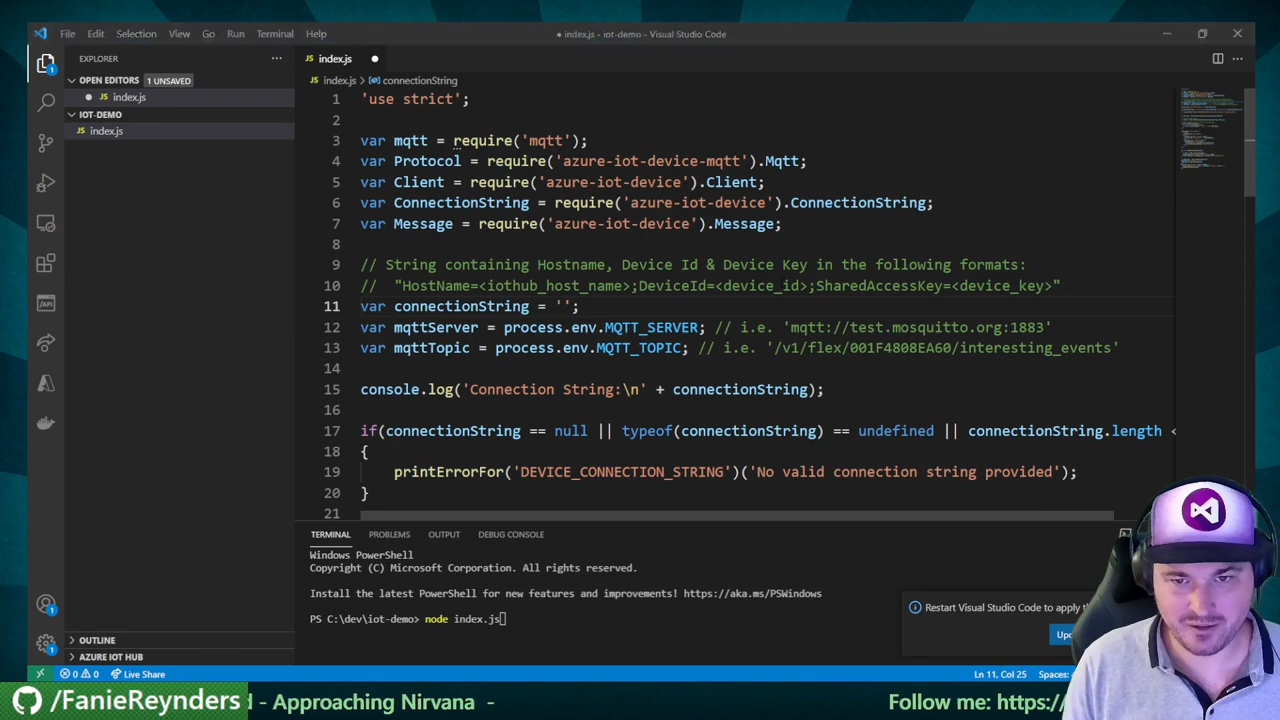 File Edit Selection View Go Run Terminal Help
● index.js - iot-demo - Visual Studio Code
EXPLORER
OPEN EDITORS 1 UNSAVED
JS index.js
IOT-DEMO
JS index.js
OUTLINE
AZURE IOT HUB
JS index.js
JS index.js > connectionString
1 'use strict';
2
3 var mqtt = require('mqtt');
4 var Protocol = require('azure-iot-device-mqtt').Mqtt;
5 var Client = require('azure-iot-device').Client;
6 var ConnectionString = require('azure-iot-device').ConnectionString;
7 var Message = require('azure-iot-device').Message;
8
9 // String containing Hostname, Device Id & Device Key in the following formats:
10 // "HostName=<iothub_host_name>;DeviceId=<device_id>;SharedAccessKey=<device_key>"
11 var connectionString = '';
12 var mqttServer = process.env.MQTT_SERVER; // i.e. 'mqtt://test.mosquitto.org:1883'
13 var mqttTopic = process.env.MQTT_TOPIC; // i.e. '/v1/flex/001F4808EA60/interesting_events'
14
15 console.log('Connection String:\n' + connectionString);
16
17 if(connectionString == null || typeof(connectionString) == undefined || connectionString.length <
18 {
19 printErrorFor('DEVICE_CONNECTION_STRING')('No valid connection string provided');
20 }
21
TERMINAL PROBLEMS OUTPUT DEBUG CONSOLE
Windows PowerShell
Copyright (C) Microsoft Corporation. All rights reserved.
Install the latest PowerShell for new features and improvements! https://aka.ms/PSWindows
PS C:\dev\iot-demo> node index.js
Restart Visual Studio Code to apply
0 0 Live Share
Ln 11, Col 25 Spaces:
/FanieReynders
d - Approaching Nirvana -
Follow me: https:/